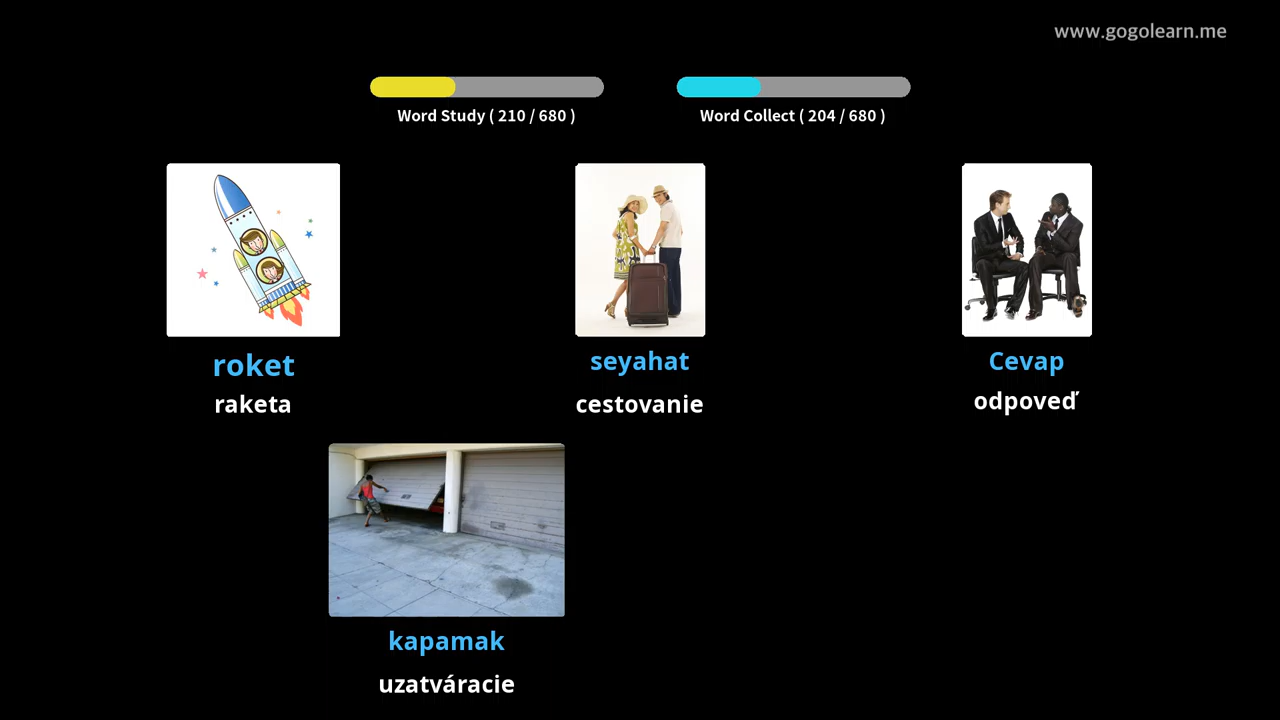 www.gogolearn.me
Word Study ( 210 / 680 )
Word Collect ( 204 / 680 )
roket
raketa
seyahat
cestovanie
Cevap
odpoveď
kapamak
uzatváracie